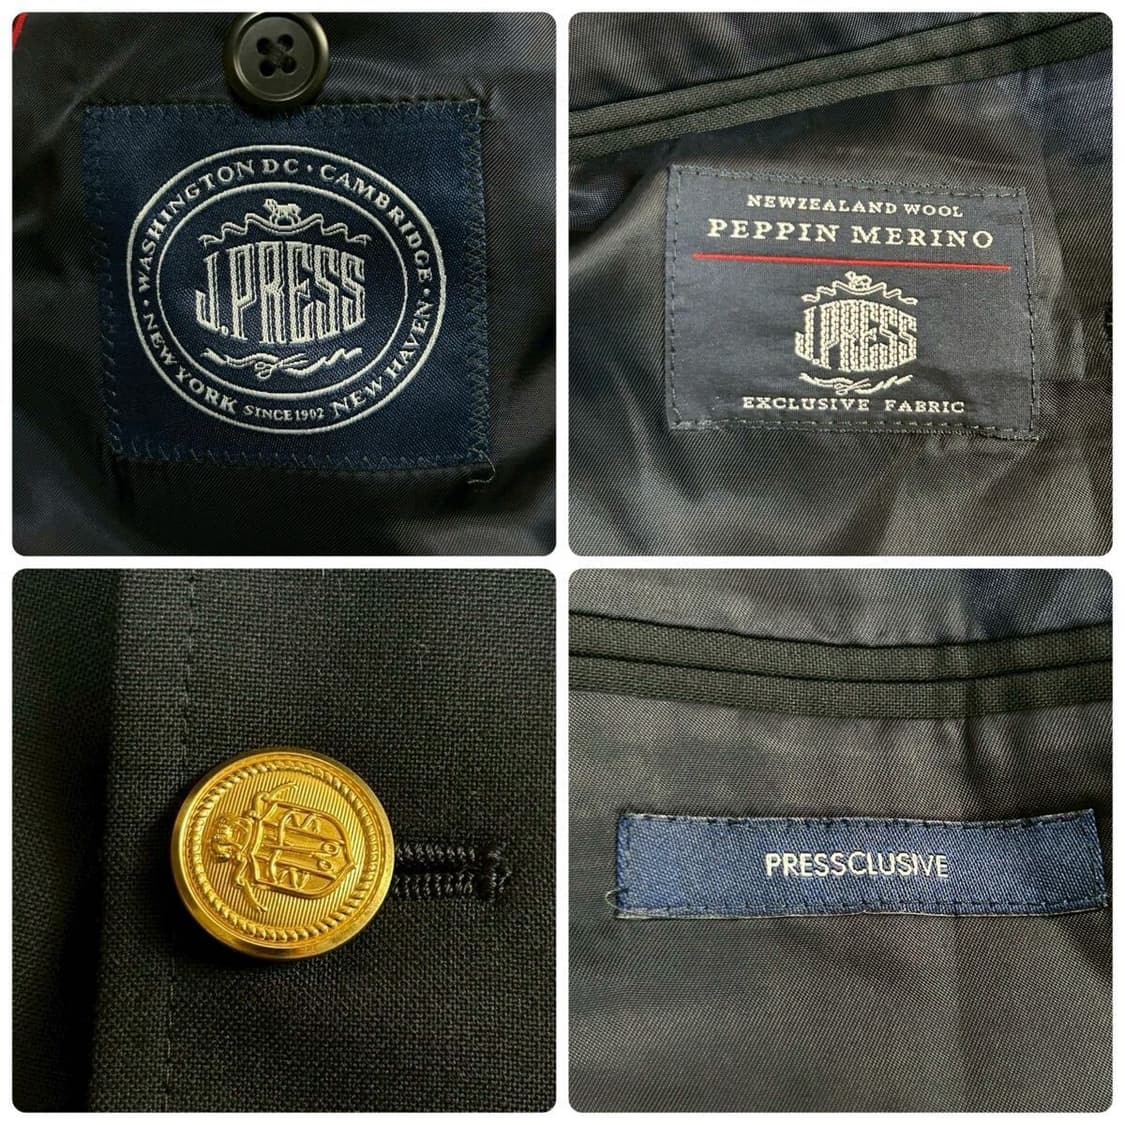 WASHINGTON DC · CAMBRIDGE · NEW HAVEN
SINCE 1902
NEW YORK ·
J.PRESS
NEWZEALAND WOOL
PEPPIN MERINO
J.PRESS
EXCLUSIVE FABRIC
PRESSCLUSIVE